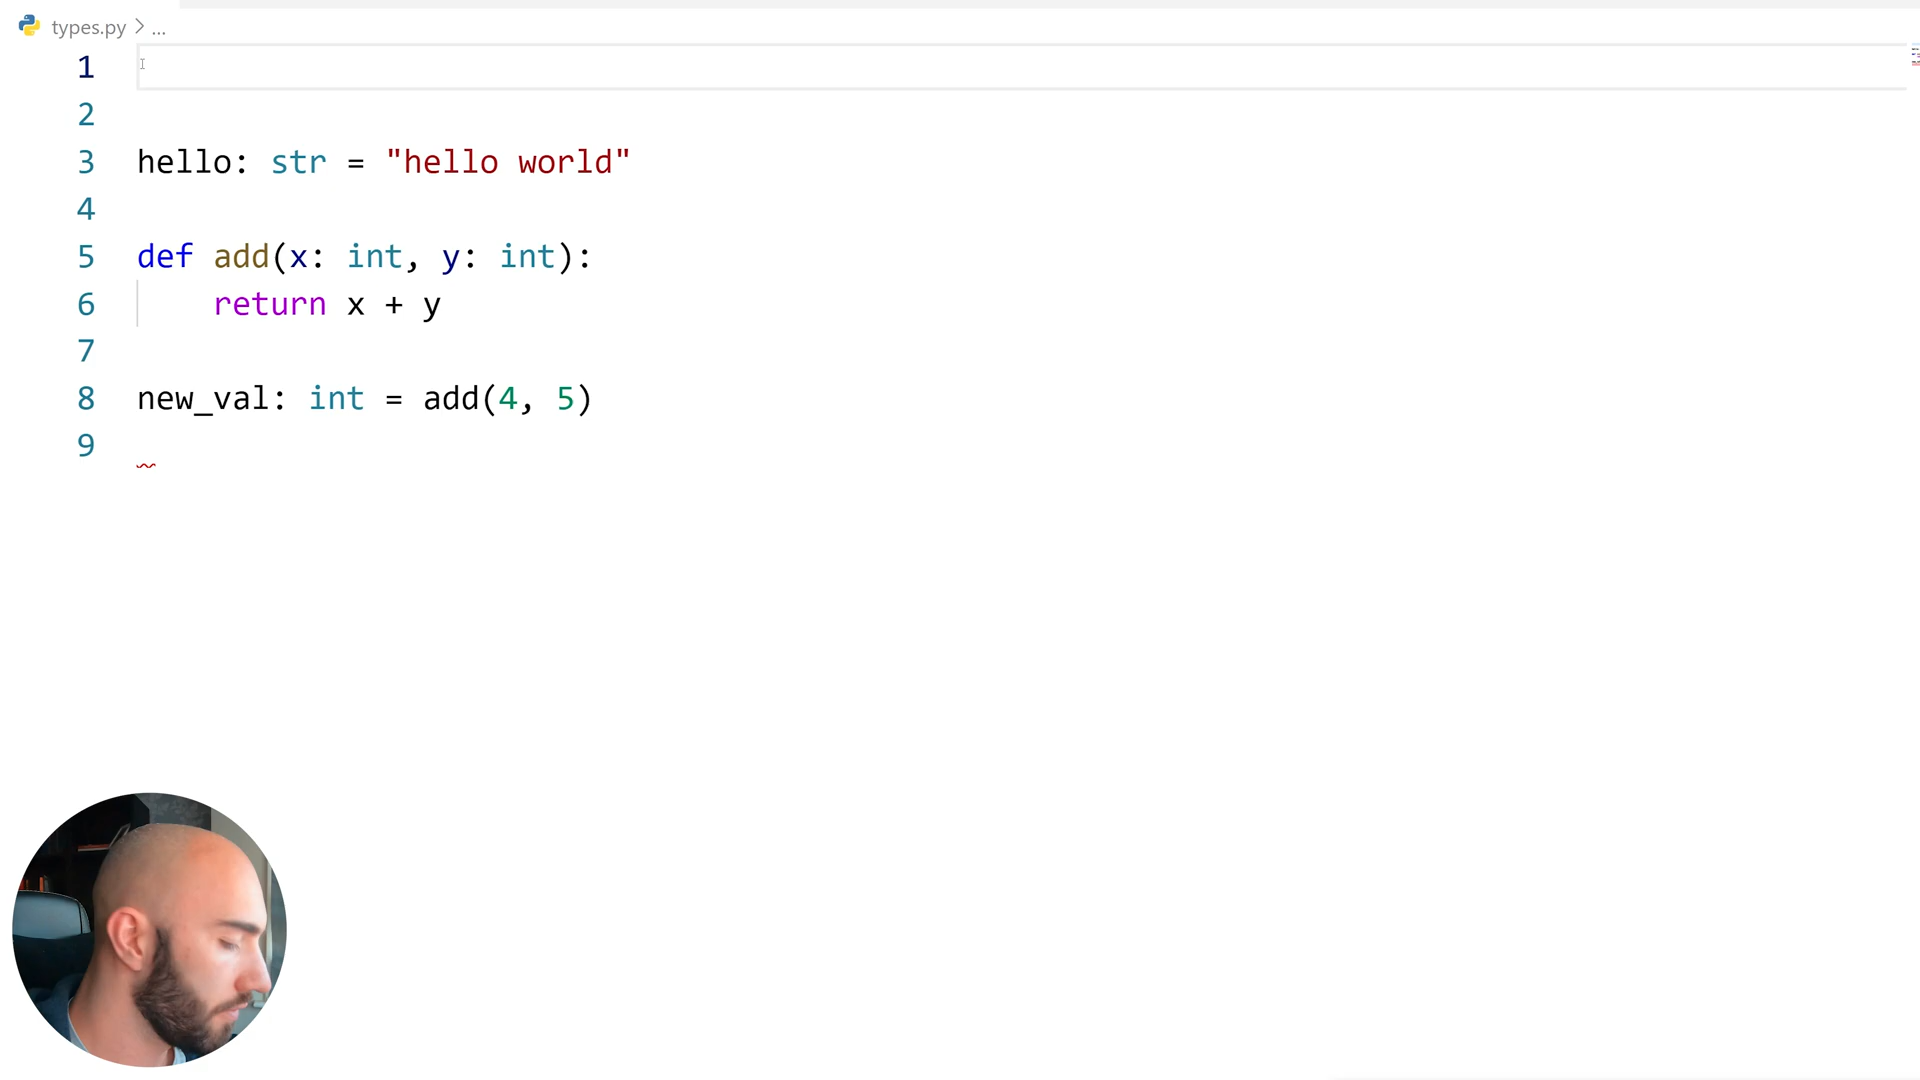 types.py > ...
1
2
3 hello: str = "hello world"
4
5 def add(x: int, y: int):
6 return x + y
7
8 new_val: int = add(4, 5)
9